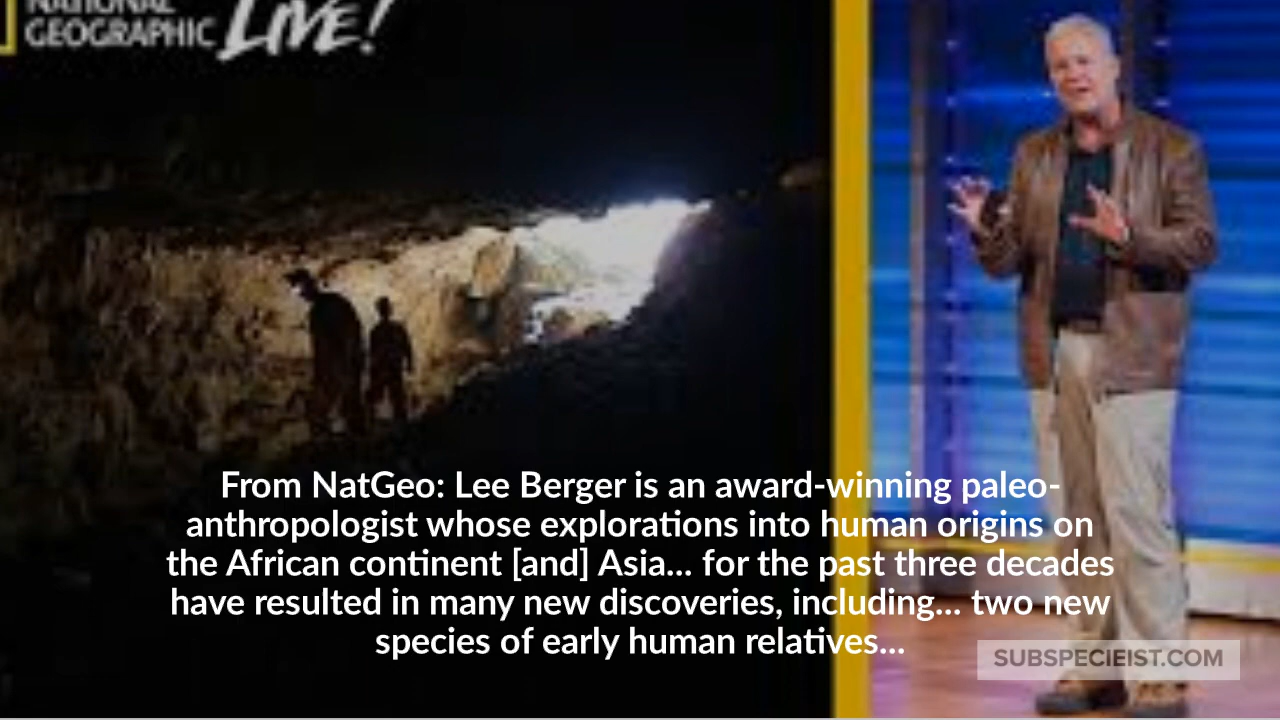 NATIONAL
GEOGRAPHIC LIVE!
From NatGeo: Lee Berger is an award-winning paleo-
anthropologist whose explorations into human origins on
the African continent [and] Asia... for the past three decades
have resulted in many new discoveries, including... two new
species of early human relatives...
SUBSPECIEIST.COM